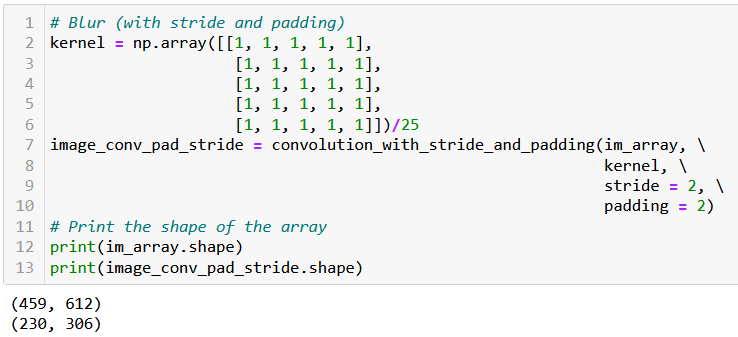 1 # Blur (with stride and padding)
2 kernel = np.array([[1, 1, 1, 1, 1],
3                    [1, 1, 1, 1, 1],
4                    [1, 1, 1, 1, 1],
5                    [1, 1, 1, 1, 1],
6                    [1, 1, 1, 1, 1]])/25
7 image_conv_pad_stride = convolution_with_stride_and_padding(im_array, \
8                                                             kernel, \
9                                                             stride = 2, \
10                                                            padding = 2)
11 # Print the shape of the array
12 print(im_array.shape)
13 print(image_conv_pad_stride.shape)
(459, 612)
(230, 306)